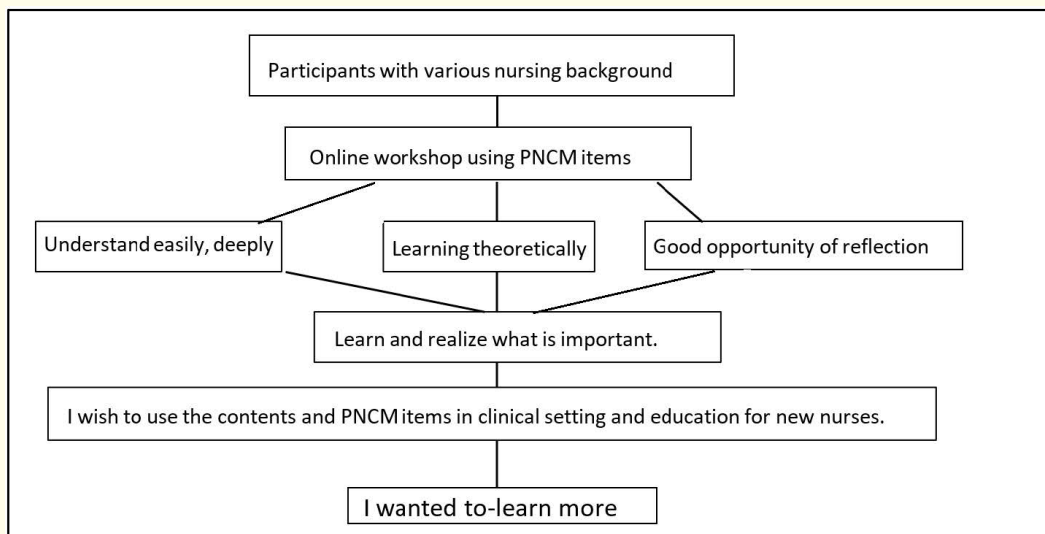 Participants with various nursing background
Online workshop using PNCM items
Understand easily, deeply
Learning theoretically
Good opportunity of reflection
Learn and realize what is important.
I wish to use the contents and PNCM items in clinical setting and education for new nurses.
I wanted to-learn more